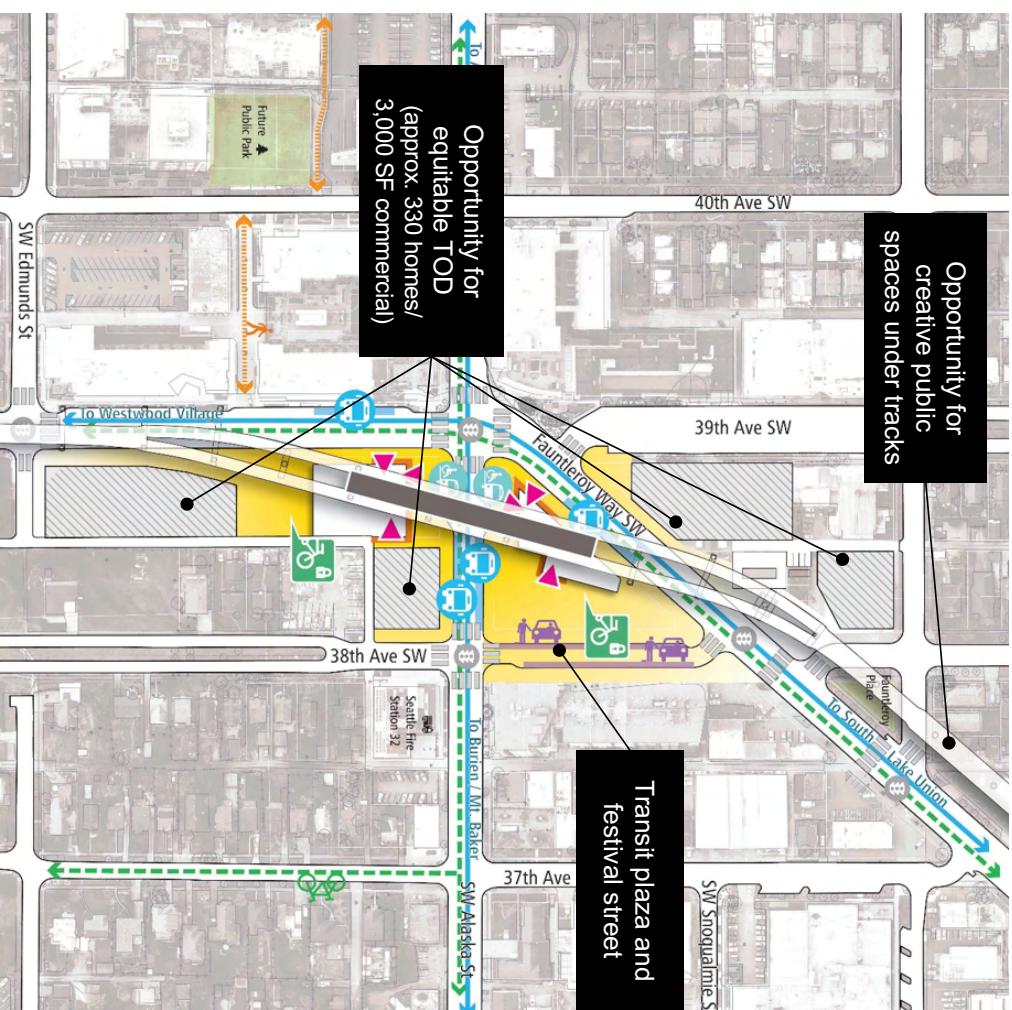 To
Opportunity for
equitable TOD
(approx. 330 homes/
3,000 SF commercial)
Future
Public Park
40th Ave SW
Opportunity for
creative public
spaces under tracks
SW Edmunds St
To Westwood Village
39th Ave SW
Fauntleroy Way SW
38th Ave SW
Seattle Fire
Station 32
Fauntleroy
Place
To South Lake Union
To Burien / Mt. Baker
Transit plaza and
festival street
37th Ave
SW Alaska St
SW Snoqualmie S